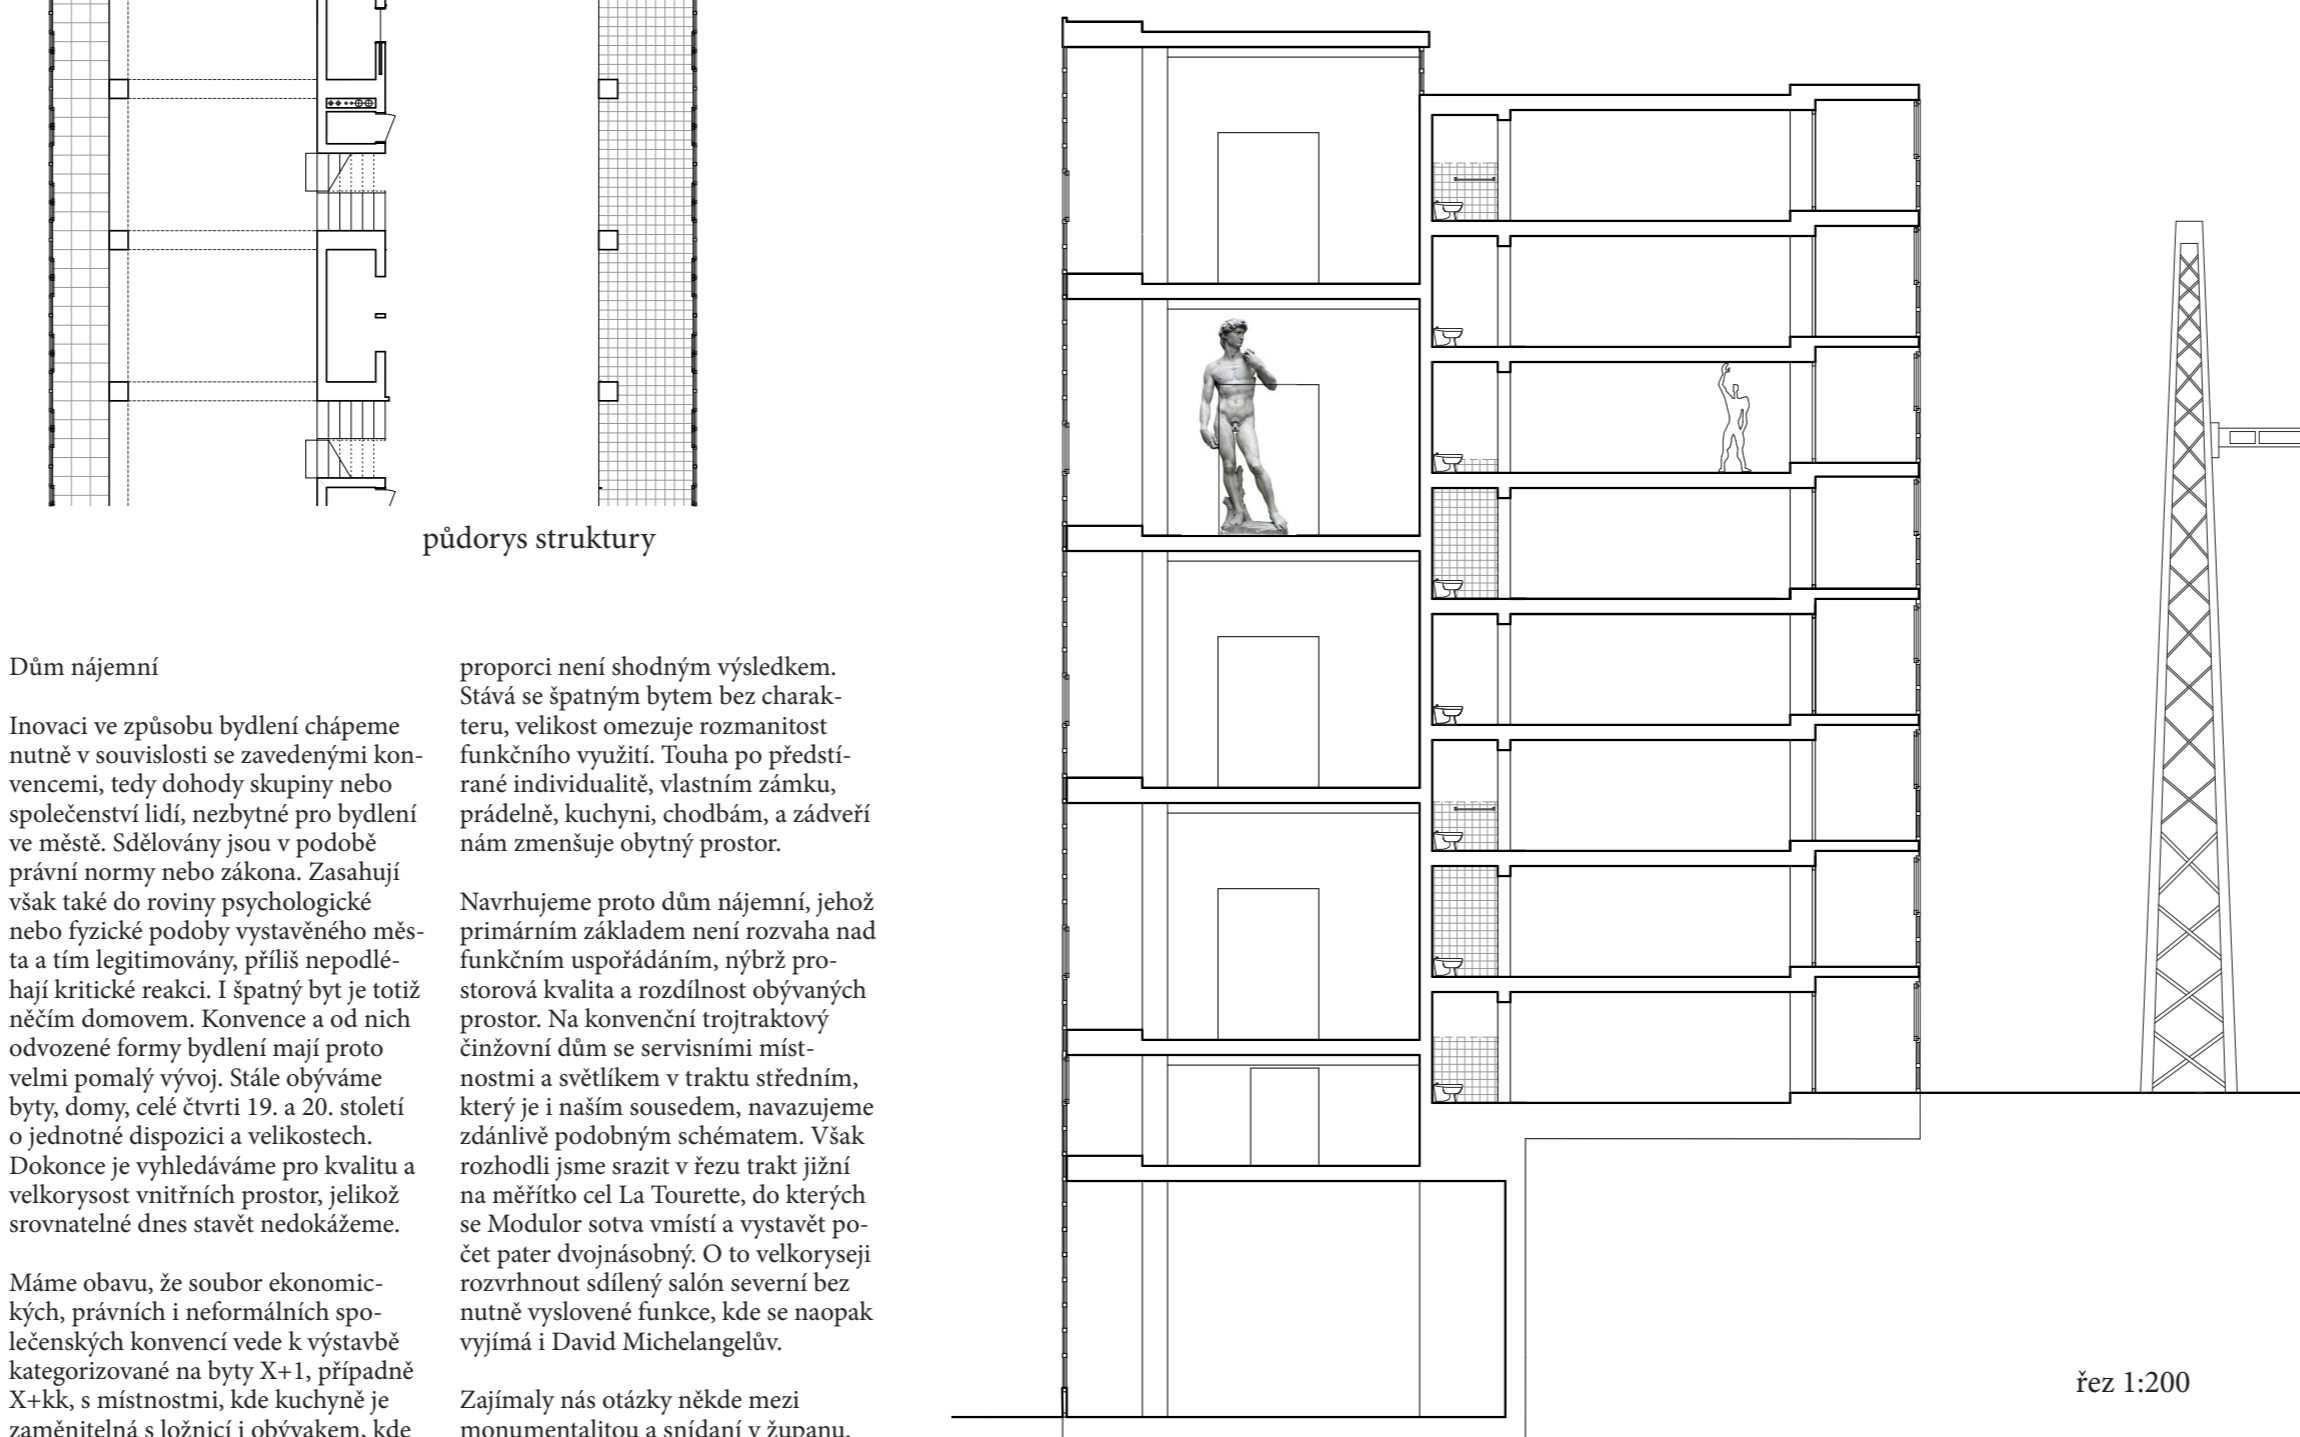 půdorys struktury
Dům nájemní
Inovaci ve způsobu bydlení chápeme
nutně v souvislosti se zavedenými kon-
vencemi, tedy dohody skupiny nebo
společenství lidí, nezbytné pro bydlení
ve městě. Sdělovány jsou v podobě
právní normy nebo zákona. Zasahují
však také do roviny psychologické
nebo fyzické podoby vystavěného měs-
ta a tím legitimovány, příliš nepodlé-
hají kritické reakci. I špatný byt je totiž
něčím domovem. Konvence a od nich
odvozené formy bydlení mají proto
velmi pomalý vývoj. Stále obýváme
byty, domy, celé čtvrti 19. a 20. století
o jednotné dispozici a velikostech.
Dokonce je vyhledáváme pro kvalitu a
velkorysost vnitřních prostor, jelikož
srovnatelné dnes stavět nedokážeme.
Máme obavu, že soubor ekonomic-
kých, právních i neformálních spo-
lečenských konvencí vede k výstavbě
kategorizované na byty X+1, případně
X+kk, s místnostmi, kde kuchyně je
zaměnitelná s ložnicí i obývakem, kde
proporci není shodným výsledkem.
Stává se špatným bytem bez charak-
teru, velikost omezuje rozmanitost
funkčního využití. Touha po předstí-
rané individualitě, vlastním zámku,
prádelně, kuchyni, chodbám, a zádveří
nám zmenšuje obytný prostor.
Navrhujeme proto dům nájemní, jehož
primárním základem není rozvaha nad
funkčním uspořádáním, nýbrž pro-
storová kvalita a rozdílnost obývaných
prostor. Na konvenční trojtraktový
činžovní dům se servisními míst-
nostmi a světlíkem v traktu středním,
který je i naším sousedem, navazujeme
zdánlivě podobným schématem. Však
rozhodli jsme srazit v řezu trakt jižní
na měřítko cel La Tourette, do kterých
se Modulor sotva vmístí a vystavět po-
čet pater dvojnásobný. O to velkoryseji
rozvrhnout sdílený salón severní bez
nutně vyslovené funkce, kde se naopak
vyjímá i David Michelangelův.
Zajímaly nás otázky někde mezi
monumentalitou a snídaní v županu,
řez 1:200